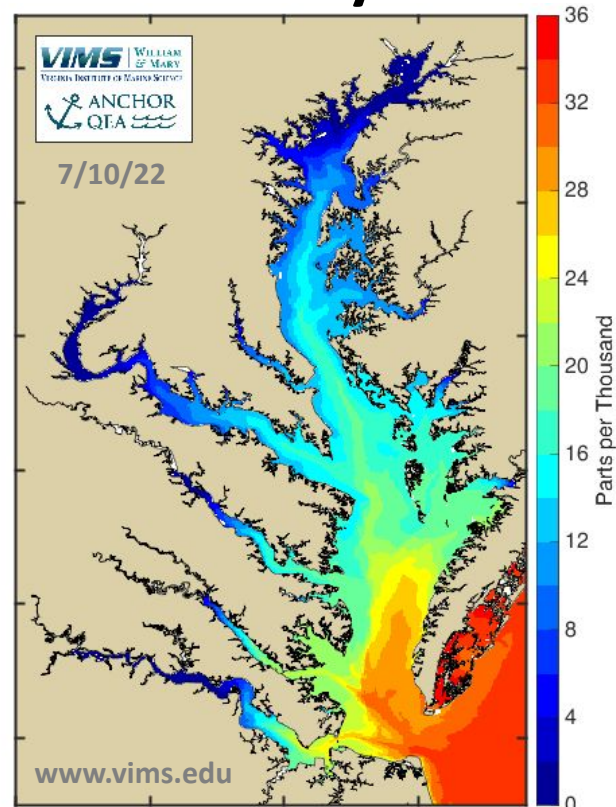 VIMS
WILLIAM
& MARY
VIRGINIA INSTITUTE OF MARINE SCIENCE
ANCHOR
QEA
7/10/22
www.vims.edu
36
32
28
24
20
16
12
8
4
0
Parts per Thousand